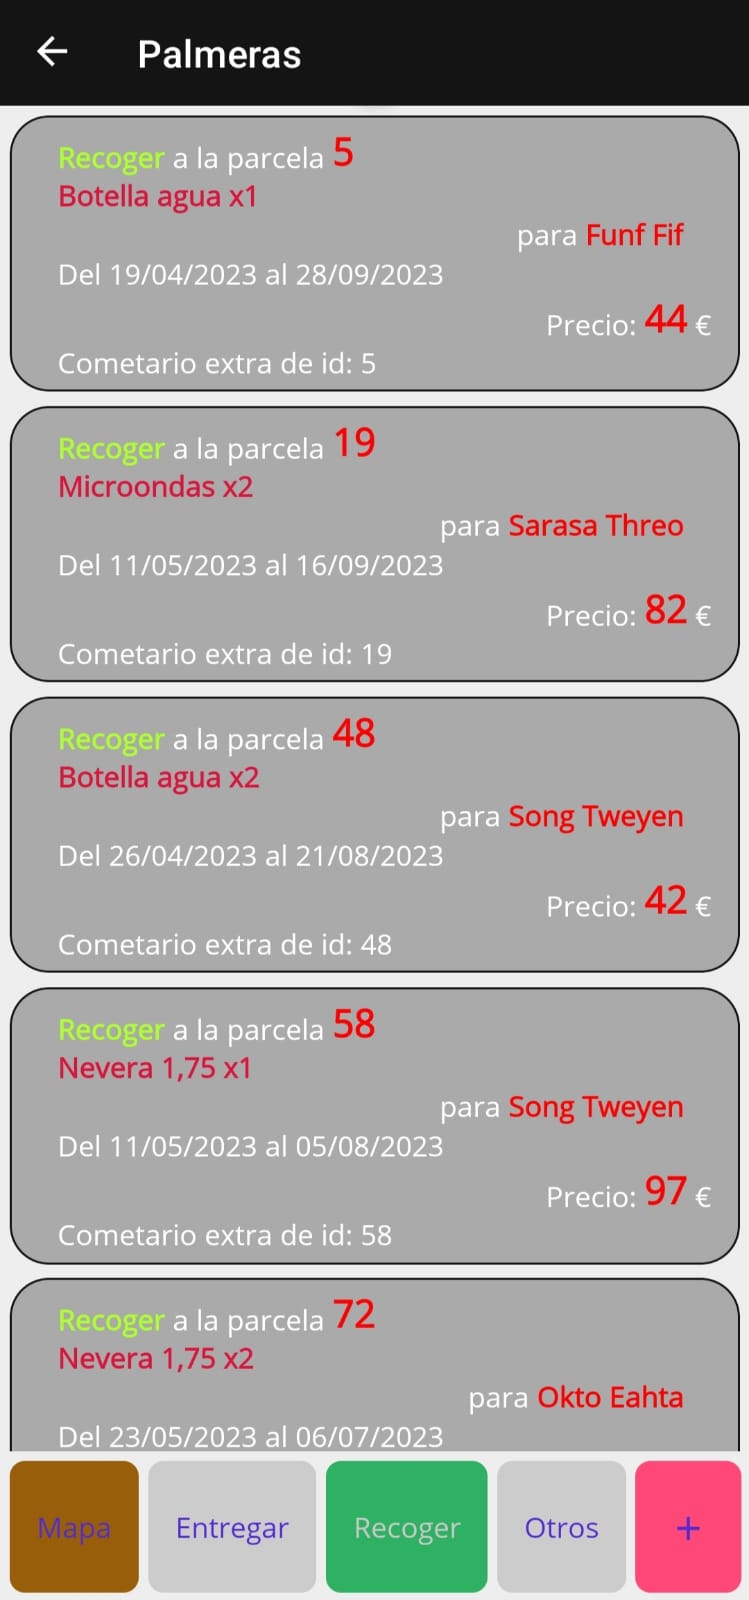 Palmeras
Recoger a la parcela 5
Botella agua x1
para Funf Fif
Del 19/04/2023 al 28/09/2023
Precio: 44 €
Cometario extra de id: 5
Recoger a la parcela 19
Microondas x2
para Sarasa Threo
Del 11/05/2023 al 16/09/2023
Precio: 82 €
Cometario extra de id: 19
Recoger a la parcela 48
Botella agua x2
para Song Tweyen
Del 26/04/2023 al 21/08/2023
Precio: 42 €
Cometario extra de id: 48
Recoger a la parcela 58
Nevera 1,75 x1
para Song Tweyen
Del 11/05/2023 al 05/08/2023
Precio: 97 €
Cometario extra de id: 58
Recoger a la parcela 72
Nevera 1,75 x2
para Okto Eahta
Del 23/05/2023 al 06/07/2023
Mapa Entregar Recoger Otros +